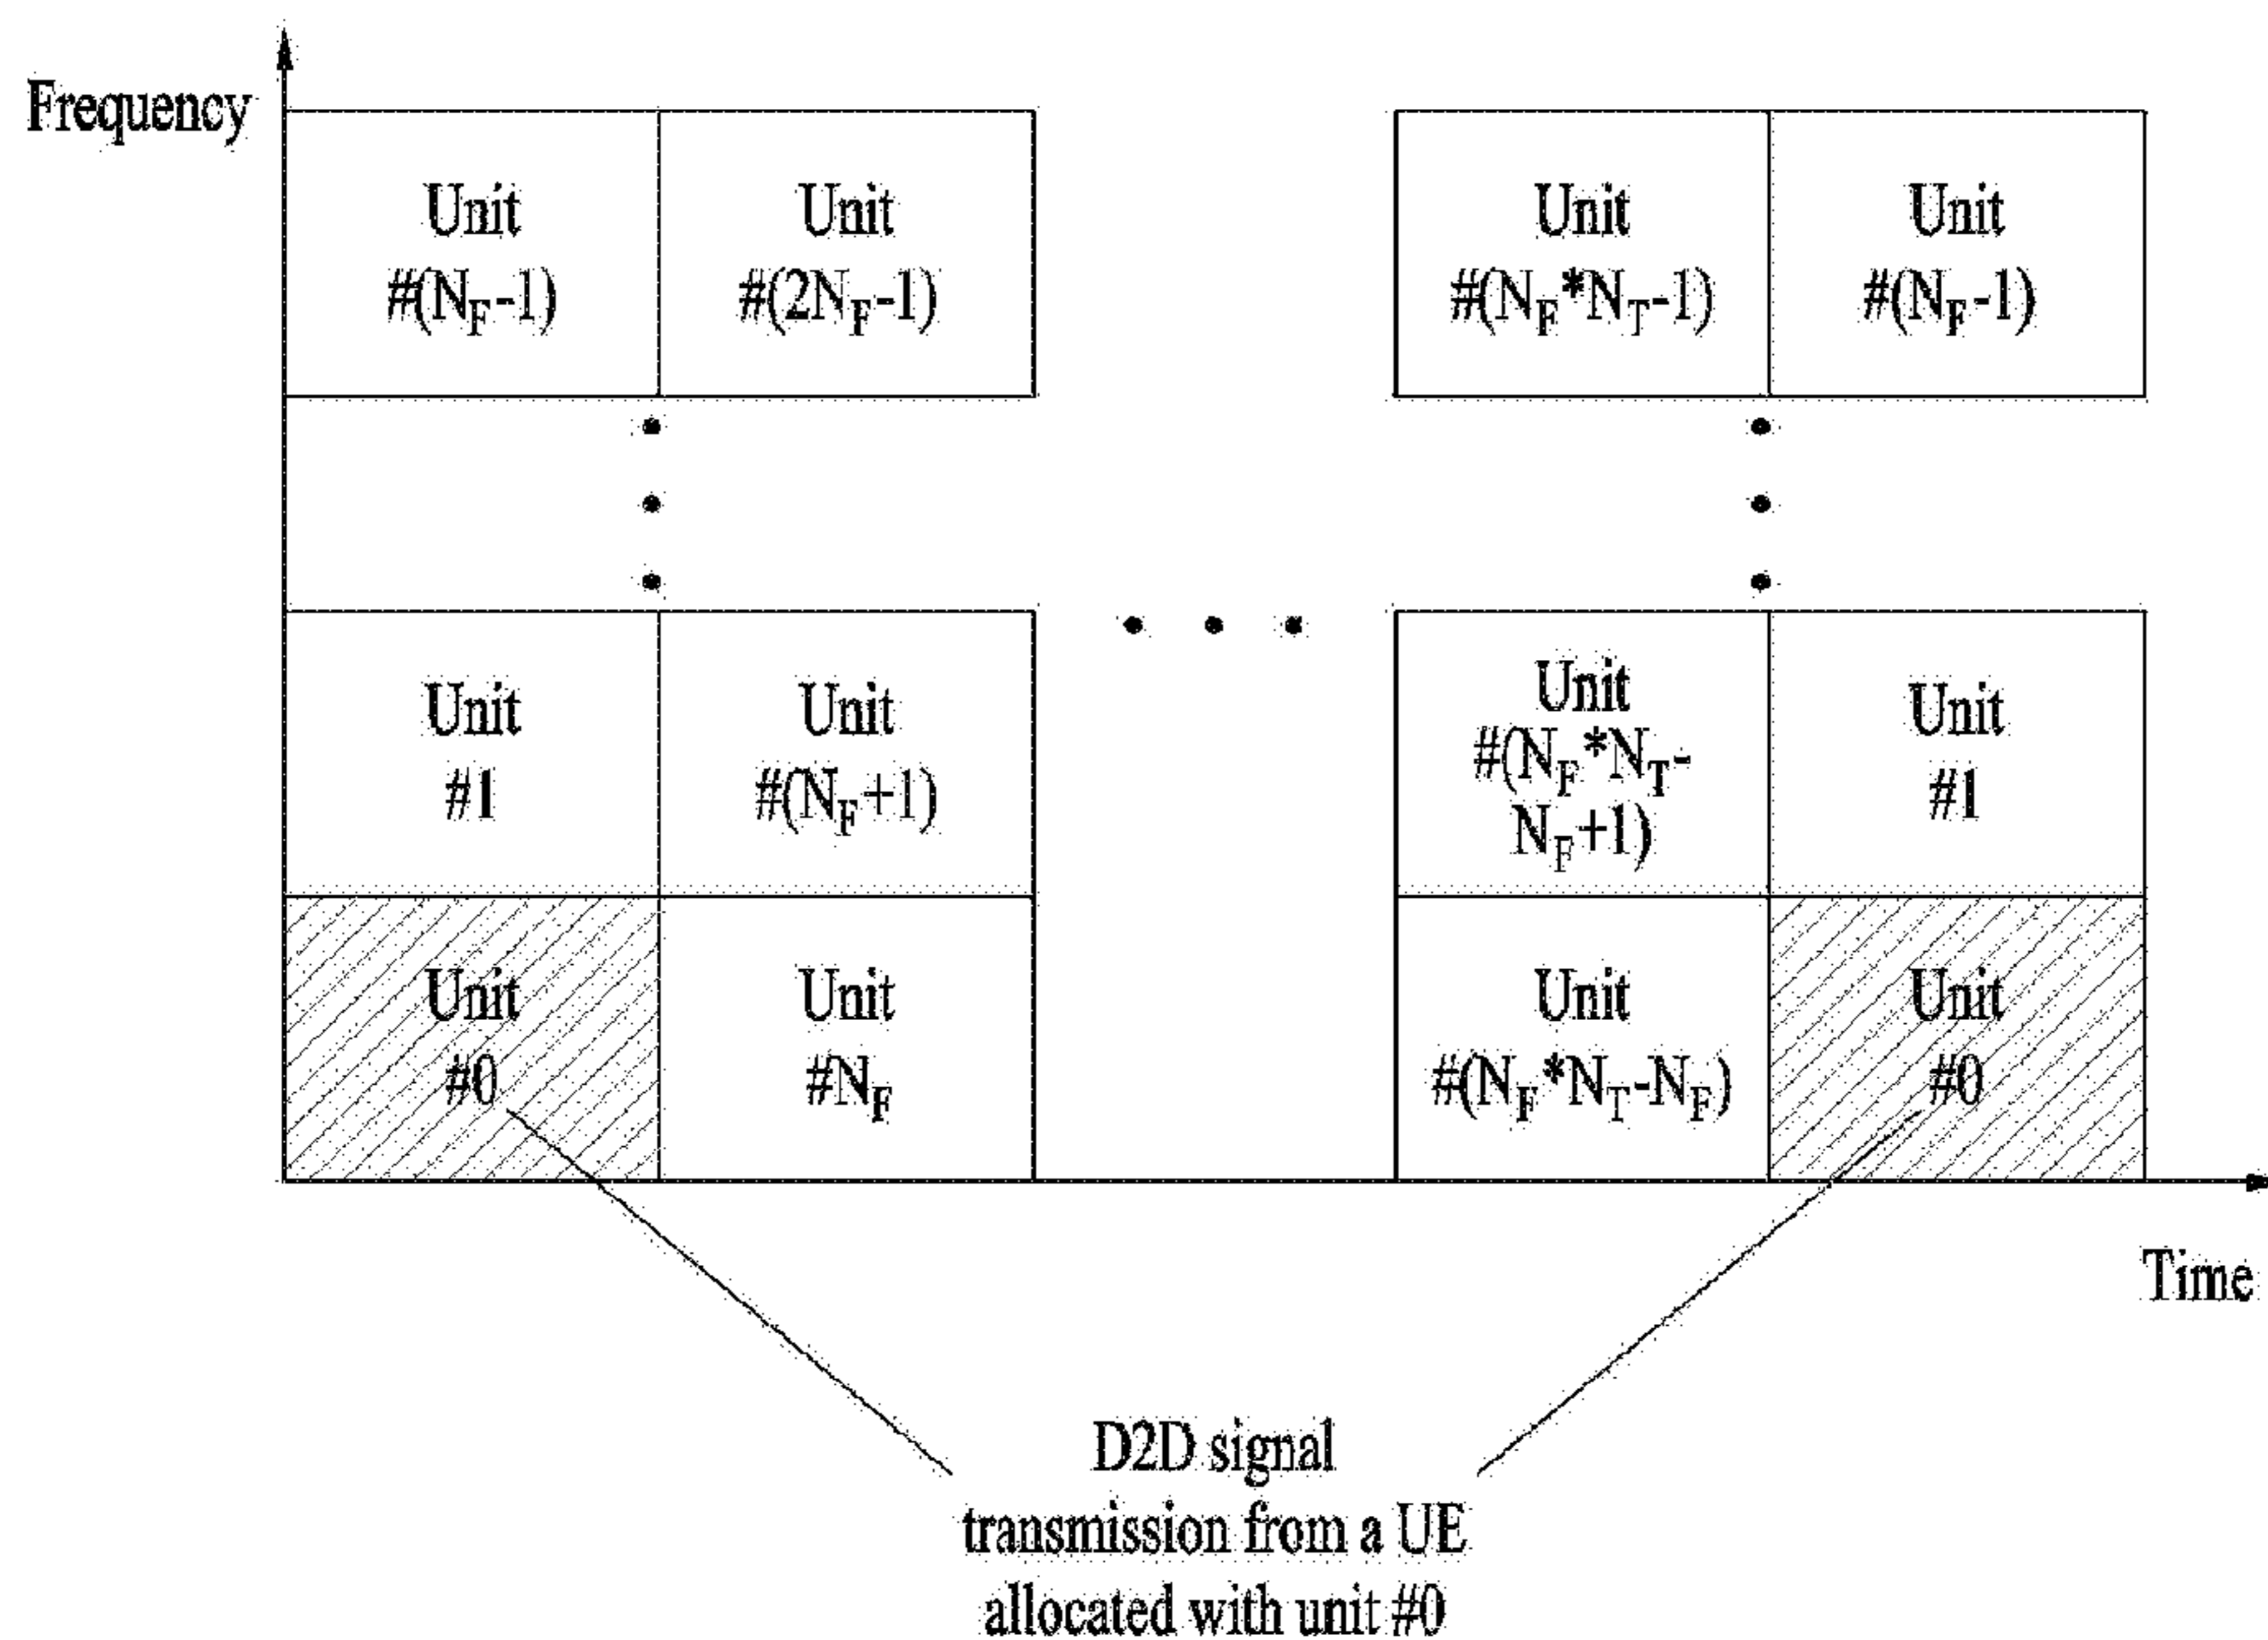 Frequency
Unit
#(N_F-1)
Unit
#(2N_F-1)
Unit
#(N_F*N_T-1)
Unit
#(N_F-1)
Unit
#1
Unit
#(N_F+1)
Unit
#(N_F*N_T-
N_F+1)
Unit
#1
Unit
#0
Unit
#N_F
Unit
#(N_F*N_T-N_F)
Unit
#0
Time
D2D signal
transmission from a UE
allocated with unit #0